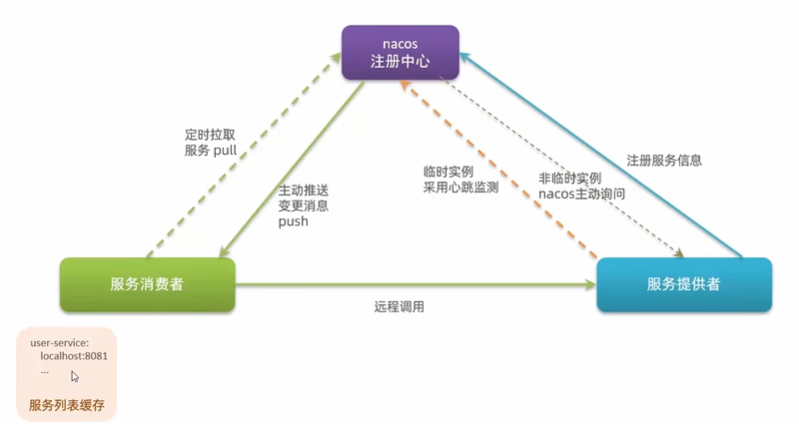 nacos
注册中心
定时拉取
服务 pull
主动推送
变更消息
push
临时实例
采用心跳监测
非临时实例
nacos主动询问
注册服务信息
服务消费者
服务提供者
远程调用
user-service:
localhost:8081
...
服务列表缓存